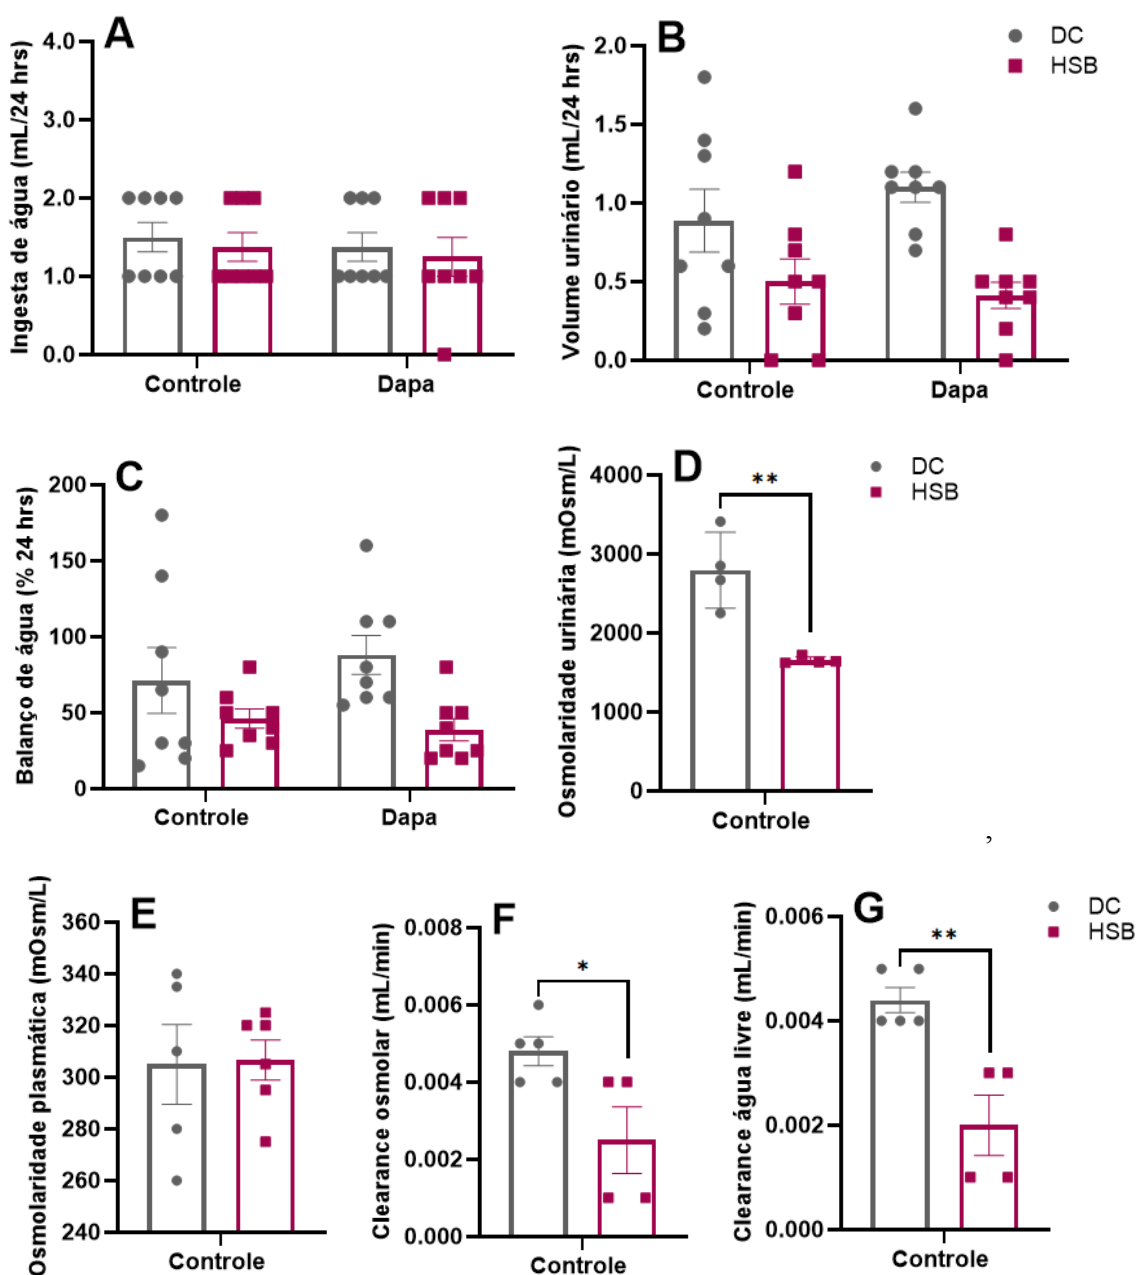 A
Ingesta de água (mL/24 hrs)
4.0
3.0
2.0
1.0
0.0
Controle
Dapa
B
Volume urinário (mL/24 hrs)
2.0
1.5
1.0
0.5
0.0
Controle
Dapa
DC
HSB
C
Balanço de água (% 24 hrs)
200
150
100
50
0
Controle
Dapa
D
Osmolaridade urinária (mOsm/L)
4000
3000
2000
1000
0
**
Controle
DC
HSB
,
E
Osmolaridade plasmática (mOsm/L)
360
340
320
300
280
260
240
Controle
F
Clearance osmolar (mL/min)
0.008
0.006
0.004
0.002
0.000
*
Controle
G
Clearance água livre (mL/min)
0.006
0.004
0.002
0.000
**
Controle
DC
HSB